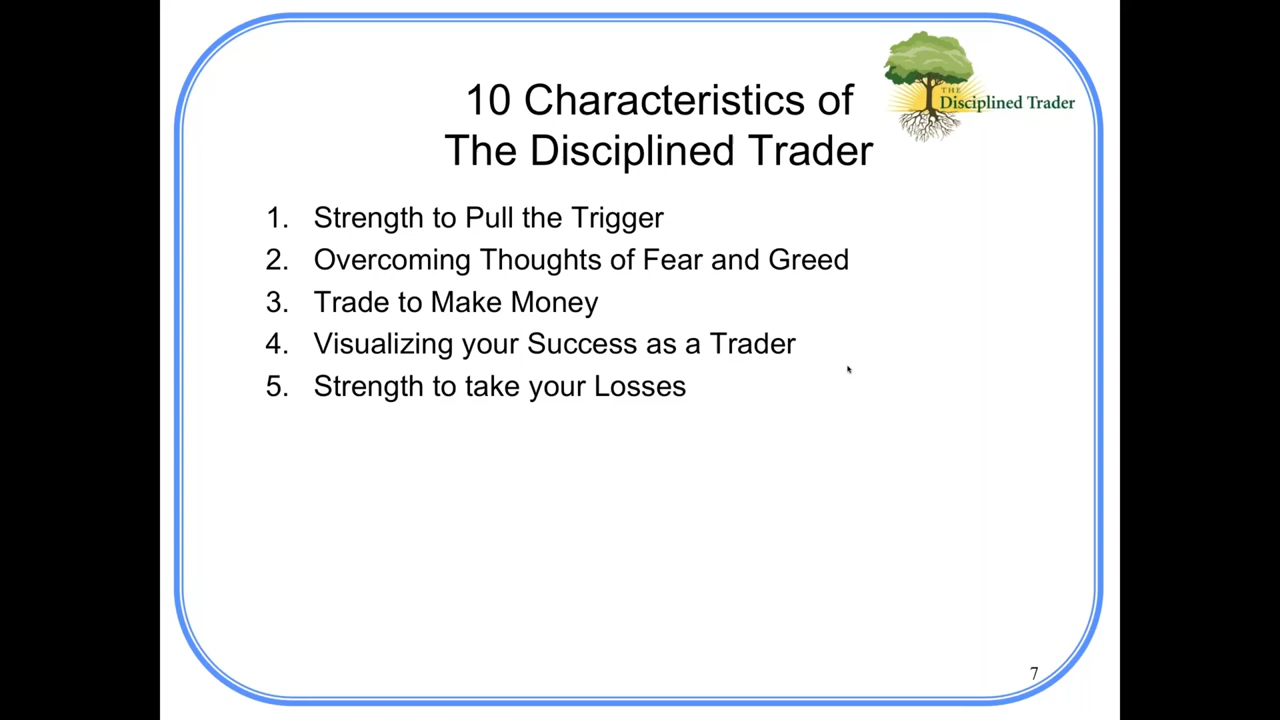 10 Characteristics of
The Disciplined Trader
THE
Disciplined Trader
1. Strength to Pull the Trigger
2. Overcoming Thoughts of Fear and Greed
3. Trade to Make Money
4. Visualizing your Success as a Trader
5. Strength to take your Losses
7